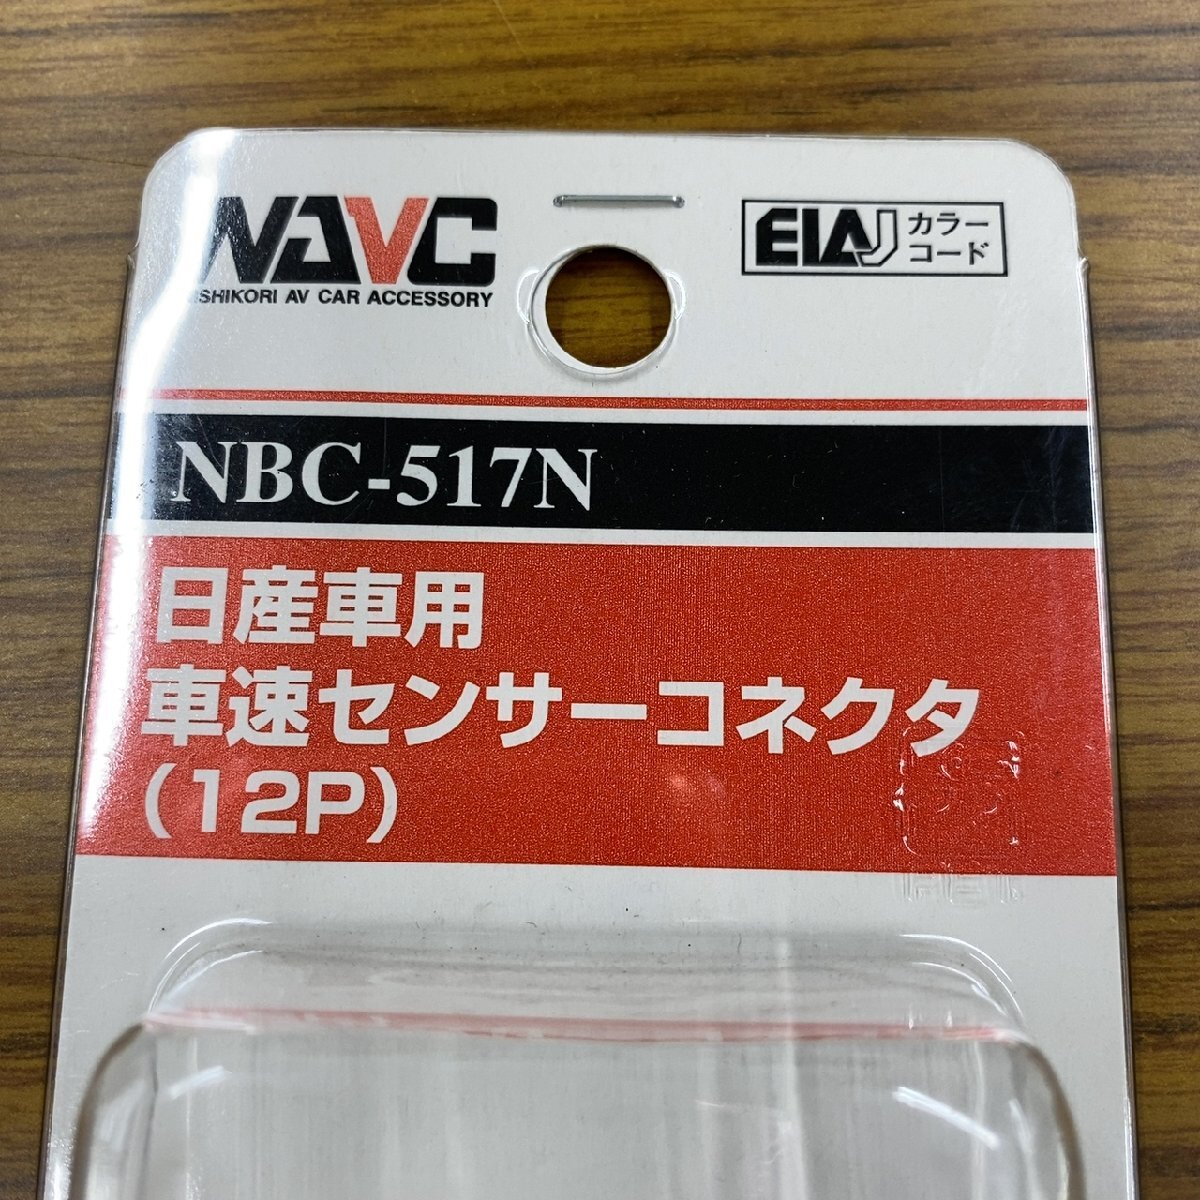 NAVC
ISHIKORI AV CAR ACCESSORY
EIAJ カラー
コード
NBC-517N
日産車用
車速センサーコネクタ
(12P)